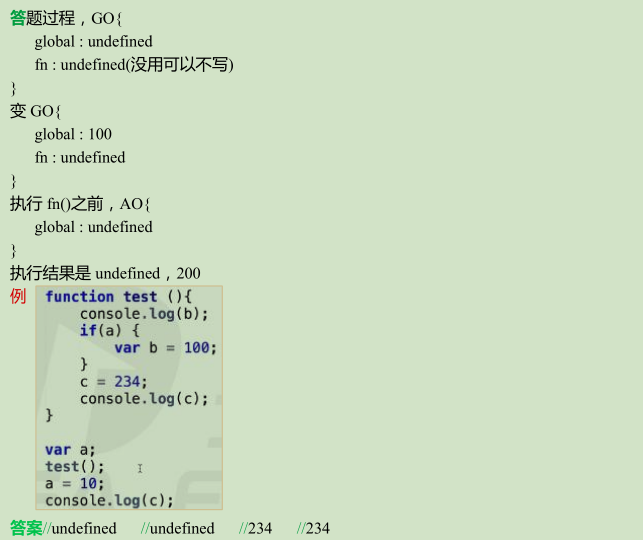 答题过程，GO{
global : undefined
fn : undefined(没用可以不写)
}
变 GO{
global : 100
fn : undefined
}
执行 fn()之前，AO{
global : undefined
}
执行结果是 undefined，200
例
function test (){
console.log(b);
if(a) {
var b = 100;
}
c = 234;
console.log(c);
}
var a;
test();
a = 10;
console.log(c);
答案//undefined //undefined //234 //234